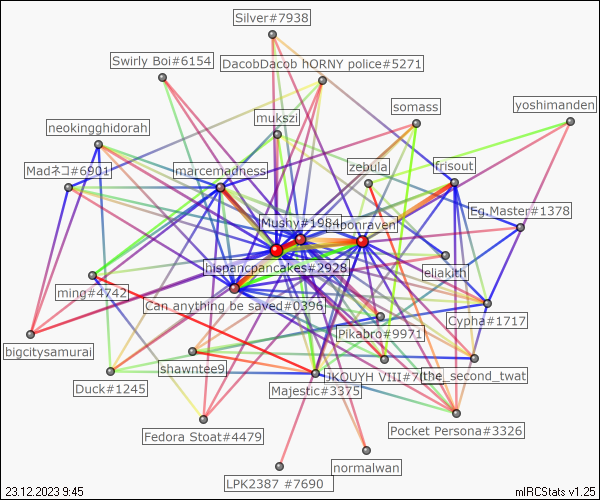 Silver#7938
Swirly Boi#6154
DacobDacob hORNY police#5271
somass
yoshimanden
mukszi
neokingghidorah
zebula
frisout
Madネコ#6901
marcemadness
Eg.Master#1378
Mushy#1984
ponraven
hispanicpancakes#2928
eliakith
ming#4742
Can anything be saved#0396
Cypha#1717
Pikabro#9971
bigcitysamurai
shawntee9
JKOUYH VIII#7
the_second_twat
Duck#1245
Majestic#3375
Pocket Persona#3326
Fedora Stoat#4479
normalwan
LPK2387 #7690
23.12.2023 9:45
mIRCStats v1.25